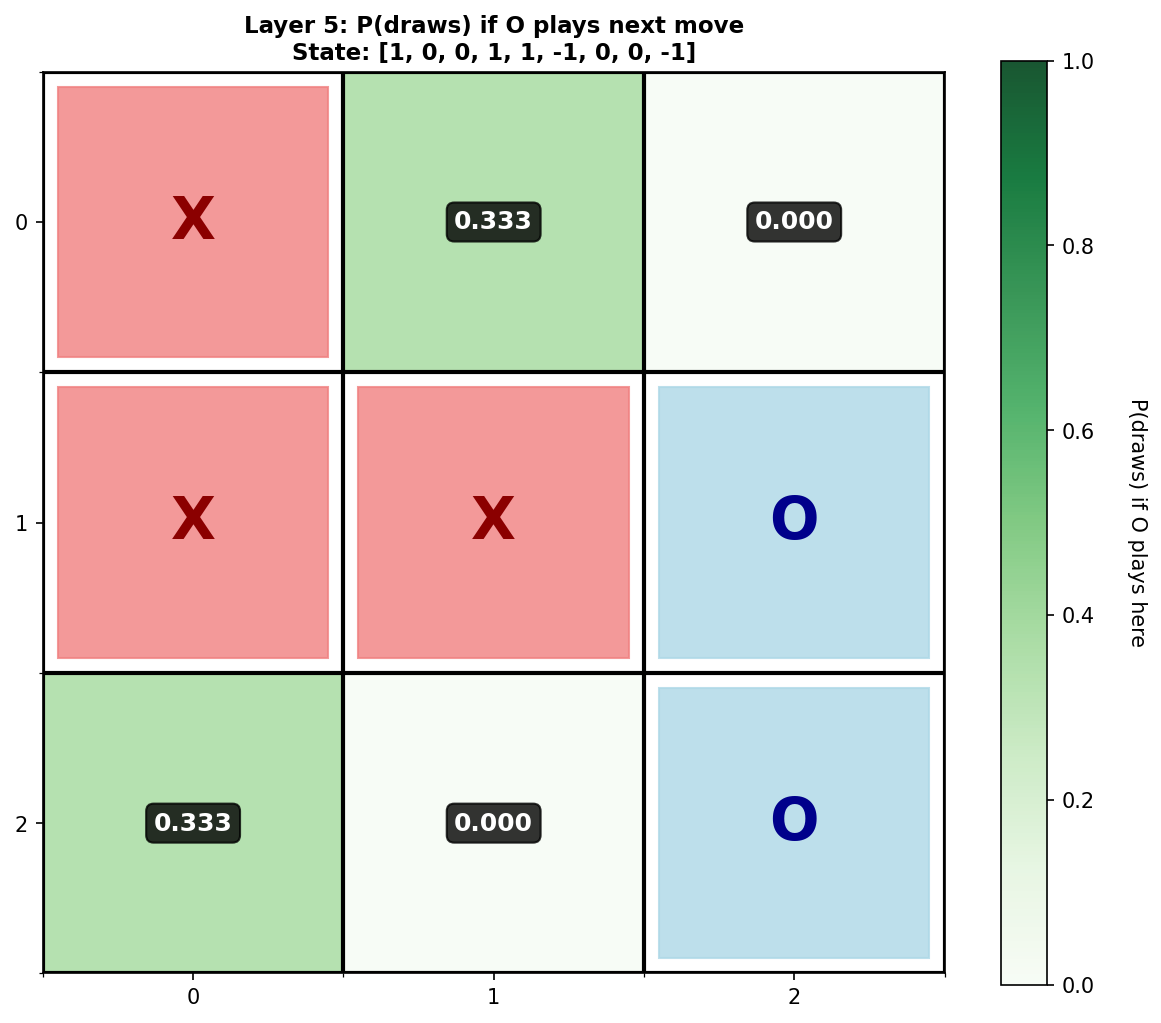 Layer 5: P(draws) if O plays next move
State: [1, 0, 0, 1, 1, -1, 0, 0, -1]
X
0.333
0.000
X
X
O
0.333
0.000
O
0
1
2
0
1
2
1.0
0.8
0.6
0.4
0.2
0.0
P(draws) if O plays here